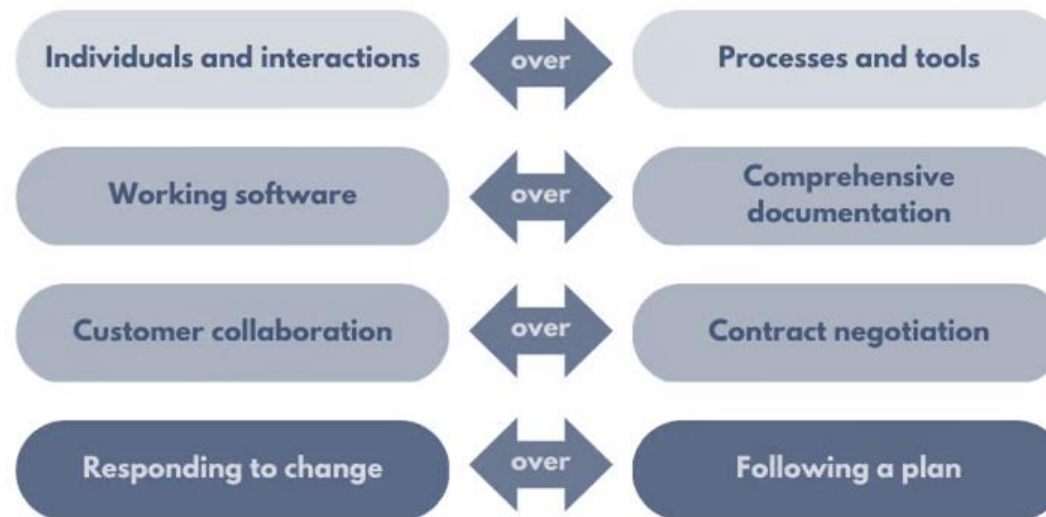 Individuals and interactions over Processes and tools
Working software over Comprehensive
documentation
Customer collaboration over Contract negotiation
Responding to change over Following a plan